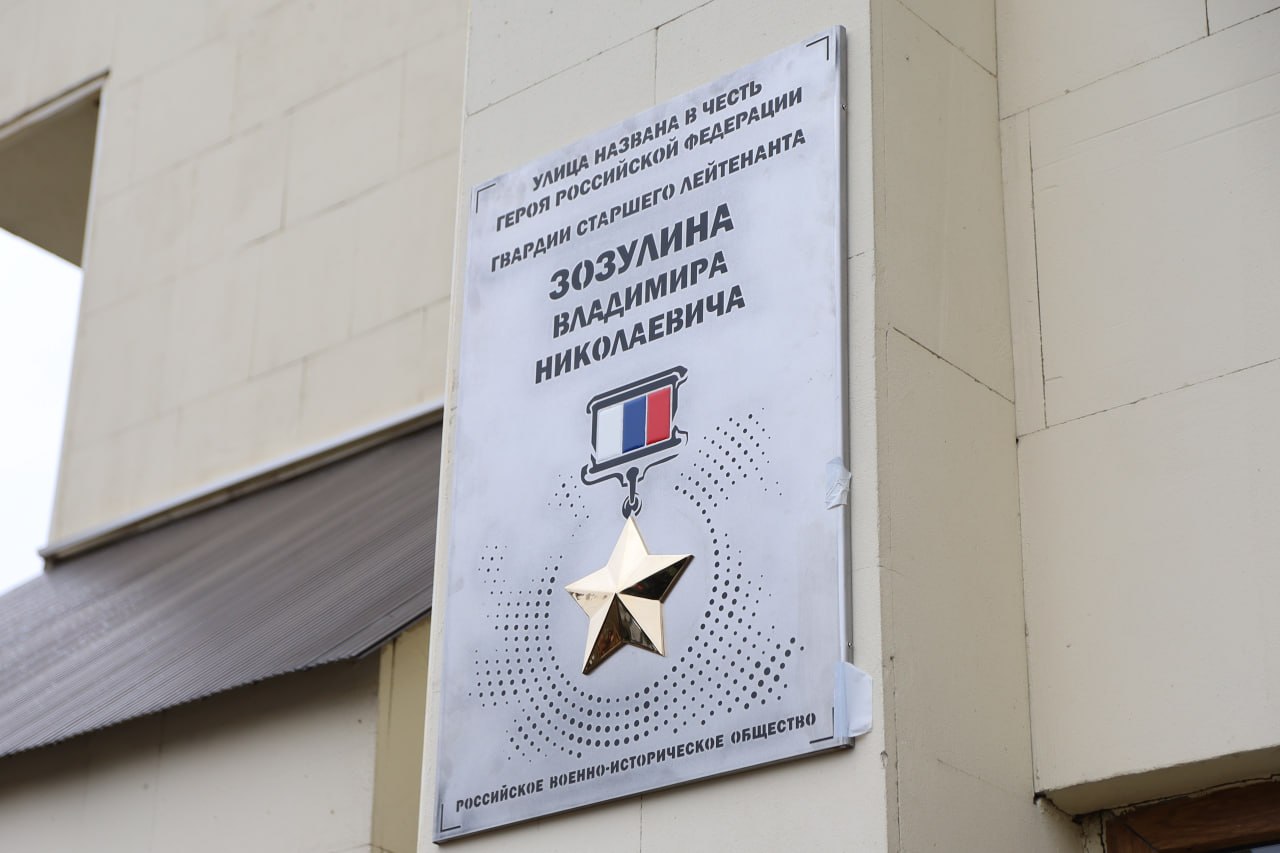 УЛИЦА НАЗВАНА В ЧЕСТЬ
ГЕРОЯ РОССИЙСКОЙ ФЕДЕРАЦИИ
ГВАРДИИ СТАРШЕГО ЛЕЙТЕНАНТА
ЗОЗУЛИНА
ВЛАДИМИРА
НИКОЛАЕВИЧА
РОССИЙСКОЕ ВОЕННО-ИСТОРИЧЕСКОЕ ОБЩЕСТВО